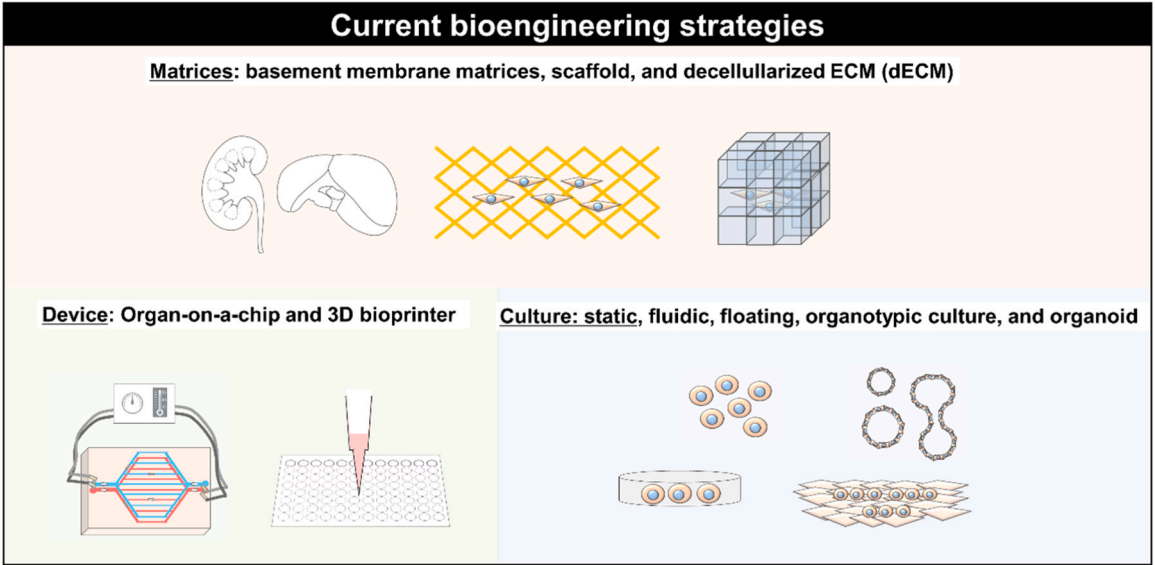 Current bioengineering strategies
Matrices: basement membrane matrices, scaffold, and decellullarized ECM (dECM)
Device: Organ-on-a-chip and 3D bioprinter
Culture: static, fluidic, floating, organotypic culture, and organoid